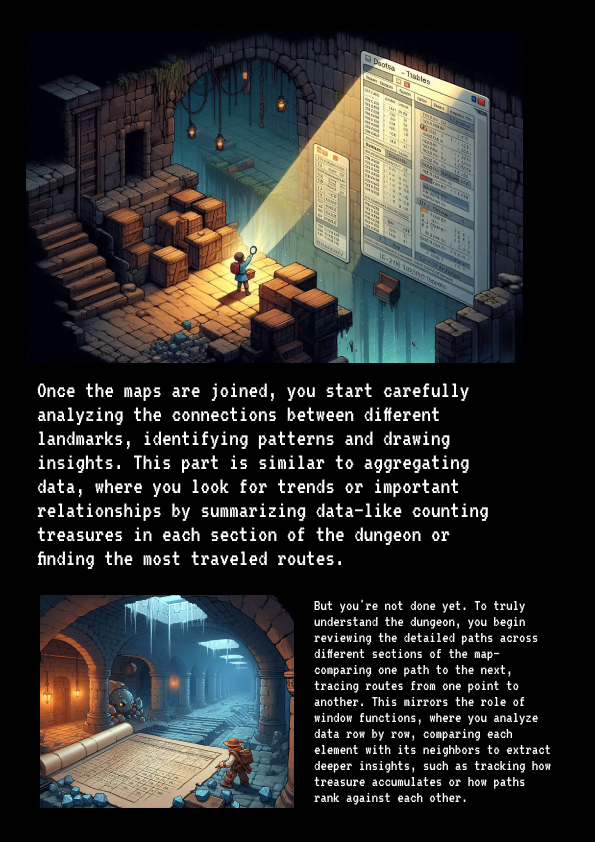 Dootsa - Tsables
Once the maps are joined, you start carefully
analyzing the connections between different
landmarks, identifying patterns and drawing
insights. This part is similar to aggregating
data, where you look for trends or important
relationships by summarizing data-like counting
treasures in each section of the dungeon or
finding the most traveled routes.
But you're not done yet. To truly
understand the dungeon, you begin
reviewing the detailed paths across
different sections of the map-
comparing one path to the next,
tracing routes from one point to
another. This mirrors the role of
window functions, where you analyze
data row by row, comparing each
element with its neighbors to extract
deeper insights, such as tracking how
treasure accumulates or how paths
rank against each other.